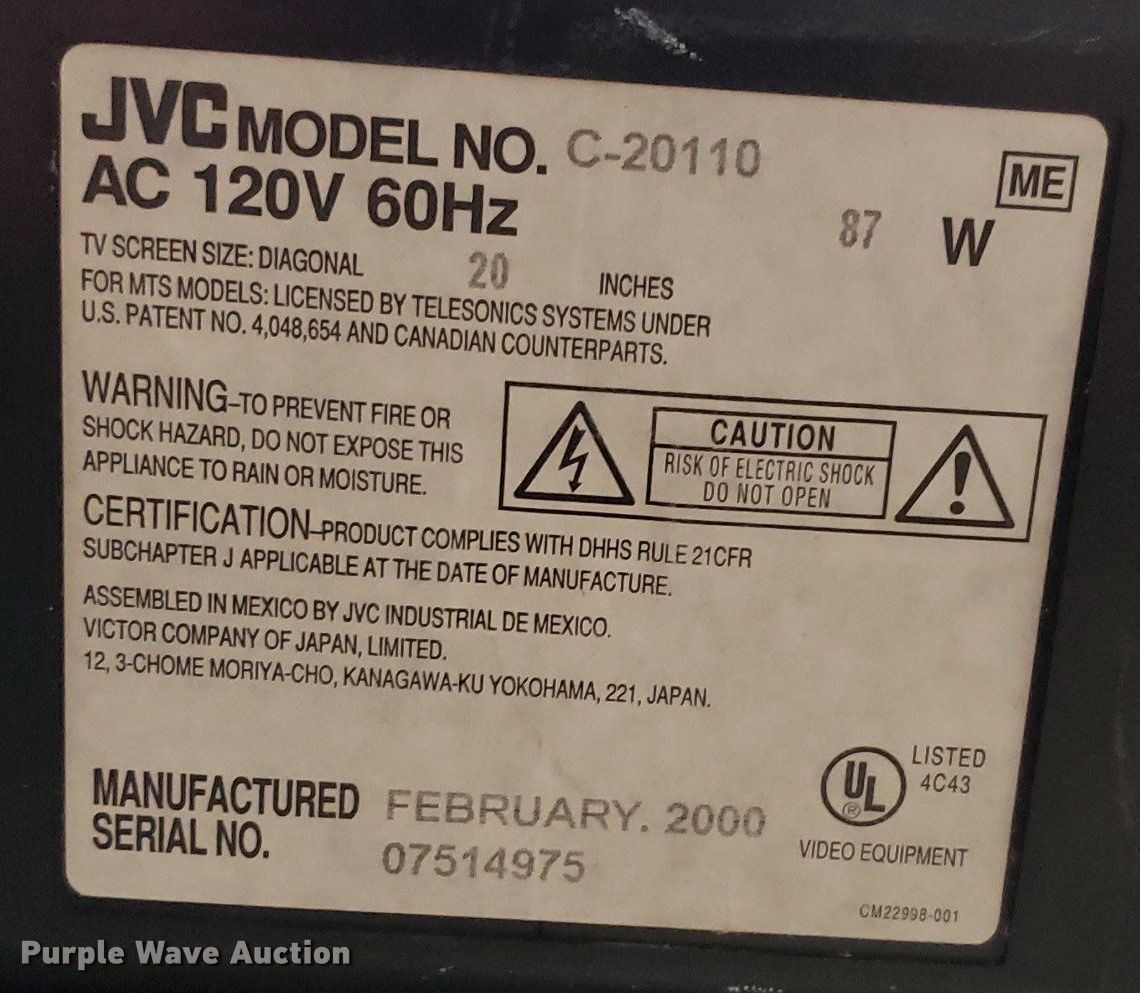 JVC MODEL NO. C-20110
ME
AC 120V 60Hz
87 W
TV SCREEN SIZE: DIAGONAL 20 INCHES
FOR MTS MODELS: LICENSED BY TELESONICS SYSTEMS UNDER
U.S. PATENT NO. 4,048,654 AND CANADIAN COUNTERPARTS.
WARNING–TO PREVENT FIRE OR
SHOCK HAZARD, DO NOT EXPOSE THIS
APPLIANCE TO RAIN OR MOISTURE.
CAUTION
RISK OF ELECTRIC SHOCK
DO NOT OPEN
CERTIFICATION–PRODUCT COMPLIES WITH DHHS RULE 21CFR
SUBCHAPTER J APPLICABLE AT THE DATE OF MANUFACTURE.
ASSEMBLED IN MEXICO BY JVC INDUSTRIAL DE MEXICO.
VICTOR COMPANY OF JAPAN, LIMITED.
12, 3-CHOME MORIYA-CHO, KANAGAWA-KU YOKOHAMA, 221, JAPAN.
MANUFACTURED FEBRUARY. 2000
SERIAL NO. 07514975
UL ®
LISTED
4C43
VIDEO EQUIPMENT
CM22998-001
Purple Wave Auction